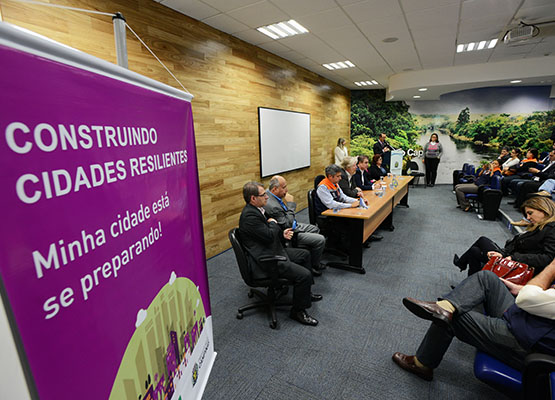 CONSTRUINDO
CIDADES RESILIENTES
Minha cidade está
se preparando!